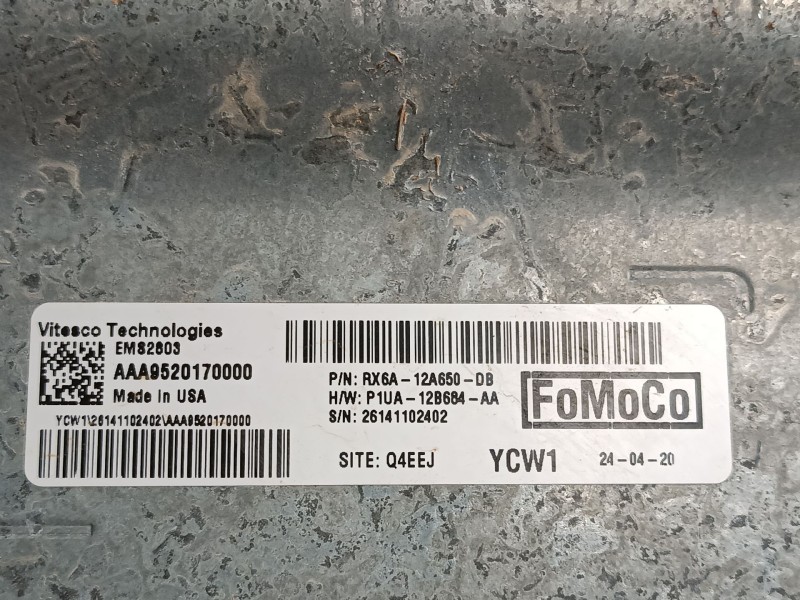 Vitesco Technologies
EMS2803
AAA9520170000
Made In USA
YCW1\26141102402\AAA9520170000
P/N: RX6A-12A650-DB
H/W: P1UA-12B684-AA
S/N: 26141102402
FoMoCo
SITE: Q4EEJ YCW1 24-04-20